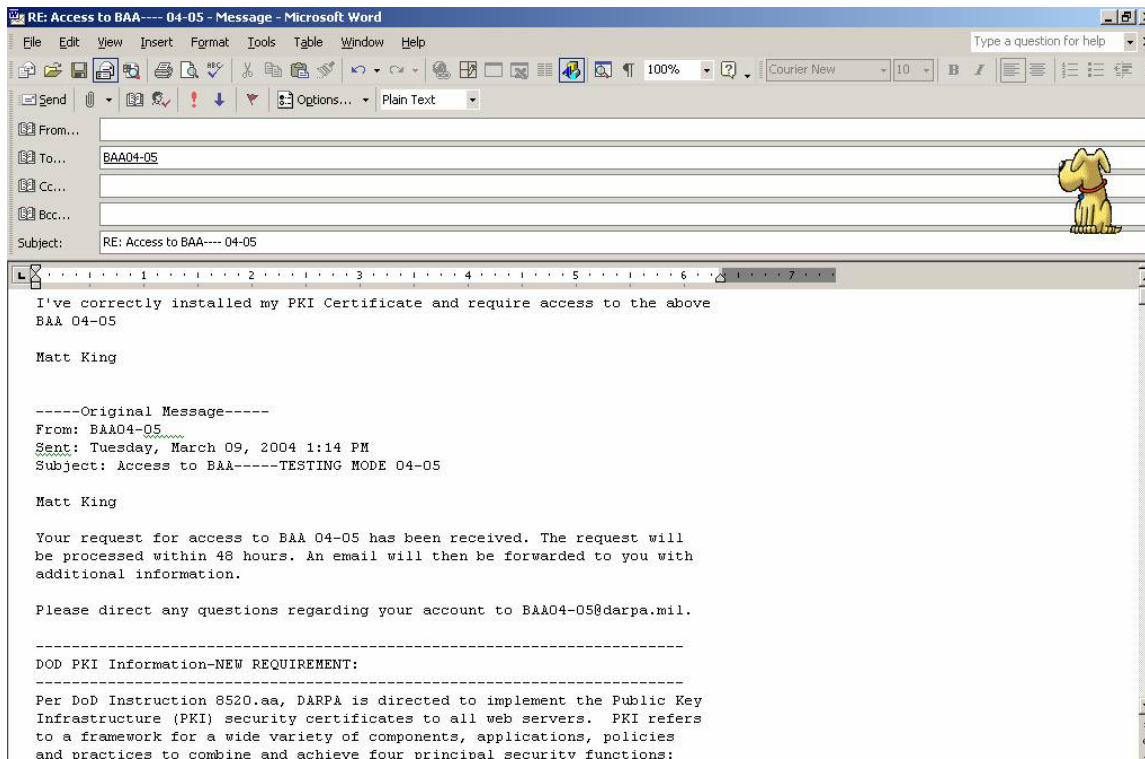 RE: Access to BAA---- 04-05 - Message - Microsoft Word
File Edit View Insert Format Tools Table Window Help Type a question for help
100% Courier New 10 B I
Send Options... Plain Text
From...
To... BAA04-05
Cc...
Bcc...
Subject: RE: Access to BAA---- 04-05
1 2 3 4 5 6 7
I've correctly installed my PKI Certificate and require access to the above
BAA 04-05
Matt King
-----Original Message-----
From: BAA04-05
Sent: Tuesday, March 09, 2004 1:14 PM
Subject: Access to BAA-----TESTING MODE 04-05
Matt King
Your request for access to BAA 04-05 has been received. The request will
be processed within 48 hours. An email will then be forwarded to you with
additional information.
Please direct any questions regarding your account to BAA04-05@darpa.mil.
------------------------------------------------------------------------
DOD PKI Information-NEW REQUIREMENT:
------------------------------------------------------------------------
Per DoD Instruction 8520.aa, DARPA is directed to implement the Public Key
Infrastructure (PKI) security certificates to all web servers.  PKI refers
to a framework for a wide variety of components, applications, policies
and practices to combine and achieve four principal security functions: